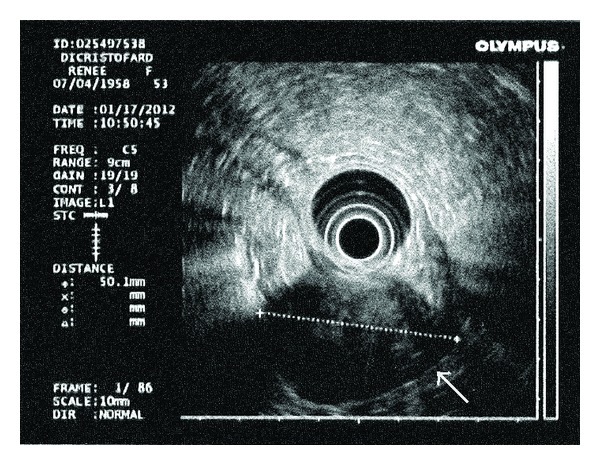 ID:025497538
DICRISTOFARD
RENEE F
07/04/1958 53
OLYMPUS
DATE :01/17/2012
TIME :10:50:45
FREQ : C5
RANGE: 9cm
GAIN :19/19
CONT : 3/ 8
IMAGE:L1
STC
DISTANCE
+: 50.1mm
×: mm
mm
mm
FRAME: 1/ 86
SCALE:10mm
DIR :NORMAL